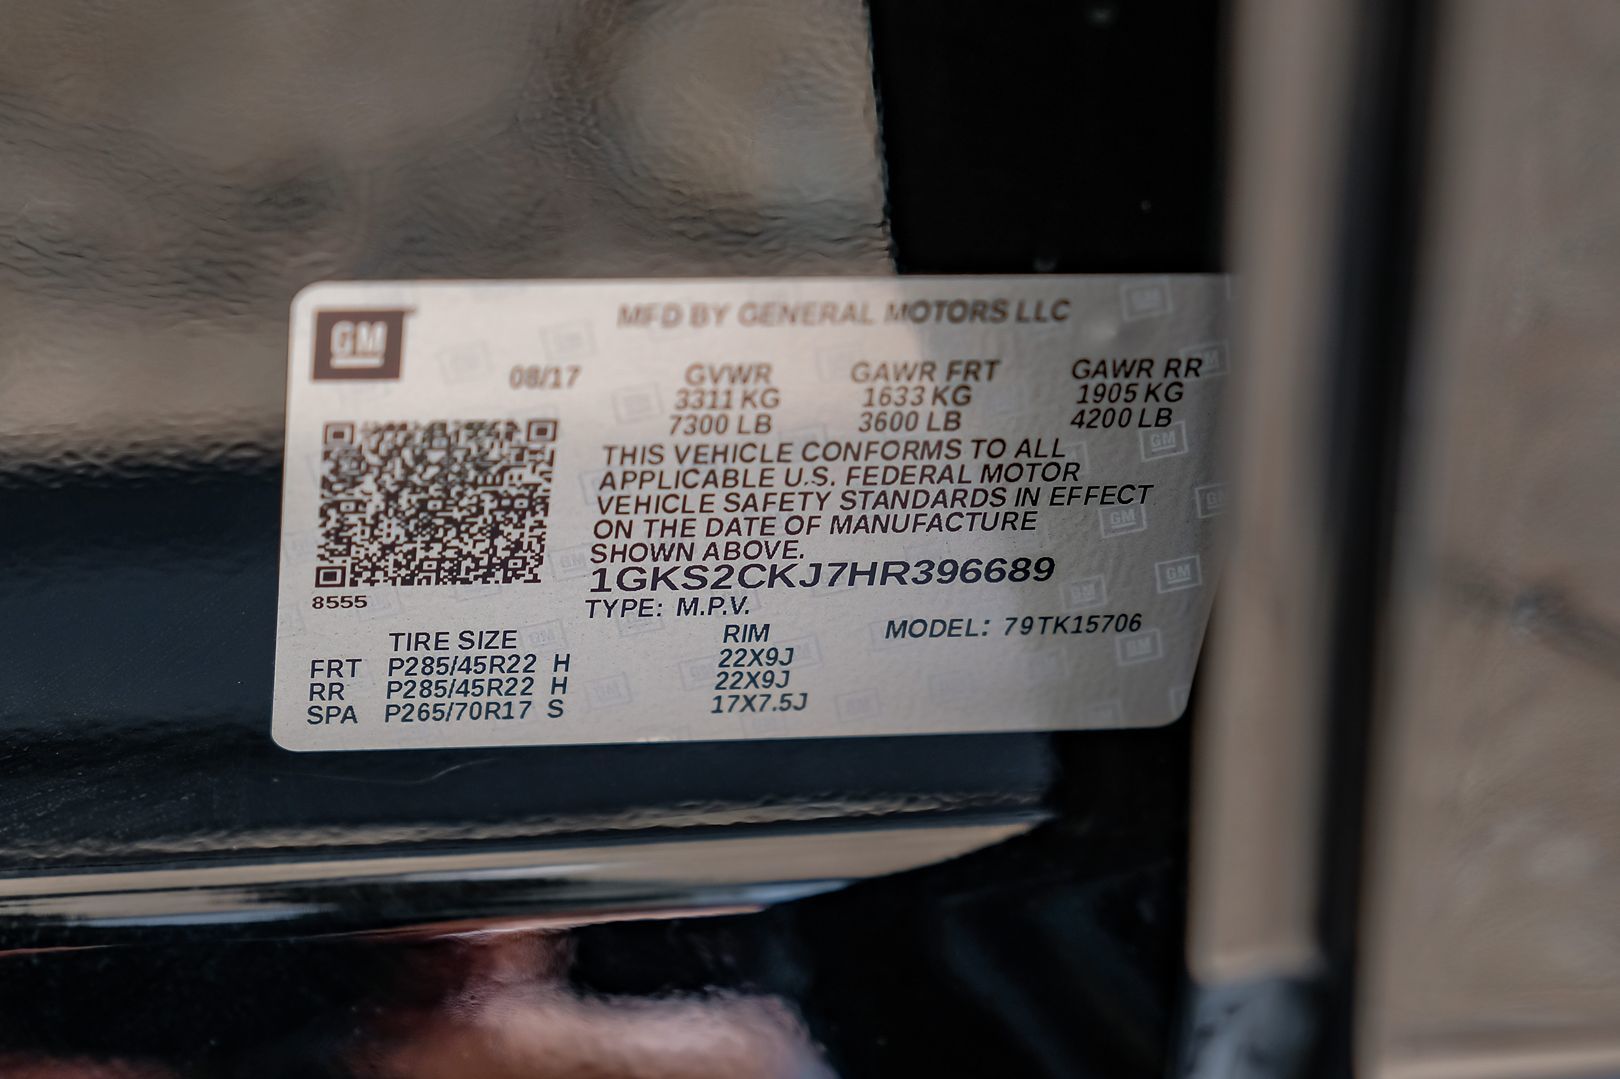 GM
MFD BY GENERAL MOTORS LLC
08/17 GVWR GAWR FRT GAWR RR
3311 KG 1633 KG 1905 KG
7300 LB 3600 LB 4200 LB
THIS VEHICLE CONFORMS TO ALL
APPLICABLE U.S. FEDERAL MOTOR
VEHICLE SAFETY STANDARDS IN EFFECT
ON THE DATE OF MANUFACTURE
SHOWN ABOVE.
1GKS2CKJ7HR396689
8555
TYPE: M.P.V.
MODEL: 79TK15706
TIRE SIZE RIM
FRT P285/45R22 H 22X9J
RR P285/45R22 H 22X9J
SPA P265/70R17 S 17X7.5J